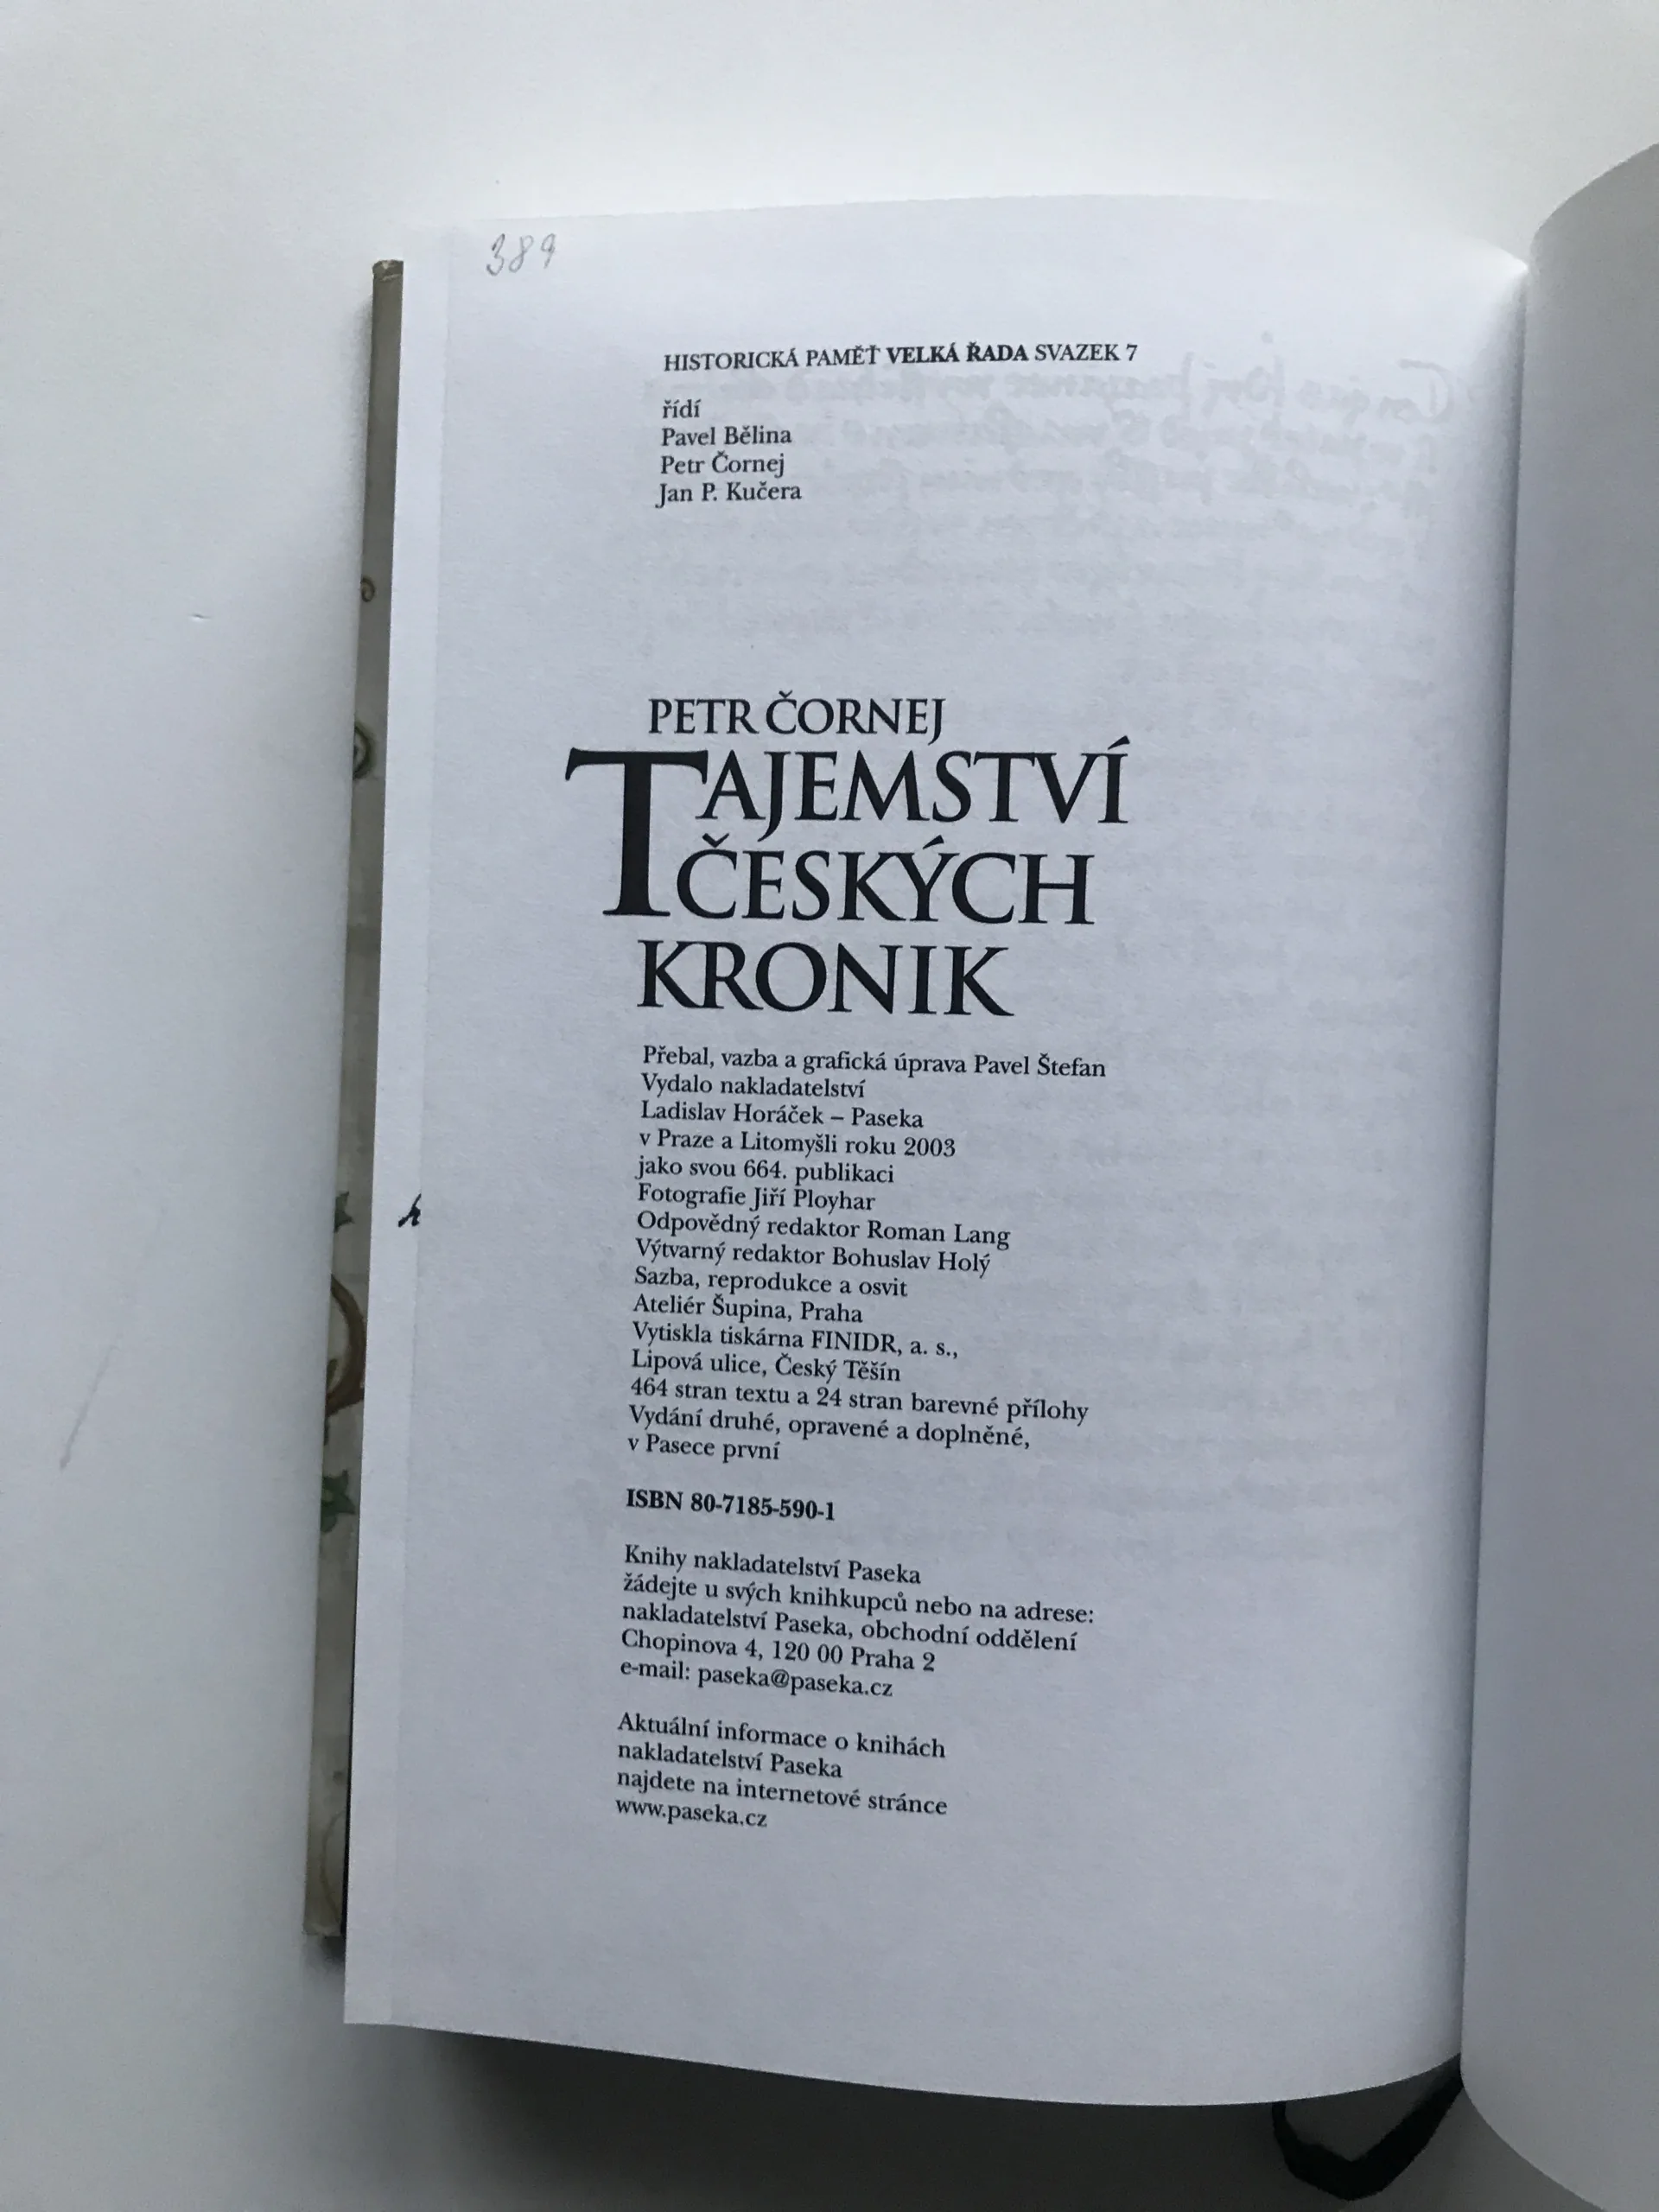 389
HISTORICKÁ PAMĚŤ VELKÁ ŘADA SVAZEK 7
řídí
Pavel Bělina
Petr Čornej
Jan P. Kučera
PETR ČORNEJ
TAJEMSTVÍ
ČESKÝCH
KRONIK
Přebal, vazba a grafická úprava Pavel Štefan
Vydalo nakladatelství
Ladislav Horáček – Paseka
v Praze a Litomyšli roku 2003
jako svou 664. publikaci
Fotografie Jiří Ployhar
Odpovědný redaktor Roman Lang
Výtvarný redaktor Bohuslav Holý
Sazba, reprodukce a osvit
Ateliér Šupina, Praha
Vytiskla tiskárna FINIDR, a. s.,
Lipová ulice, Český Těšín
464 stran textu a 24 stran barevné přílohy
Vydání druhé, opravené a doplněné,
v Pasece první
ISBN 80-7185-590-1
Knihy nakladatelství Paseka
žádejte u svých knihkupců nebo na adrese:
nakladatelství Paseka, obchodní oddělení
Chopinova 4, 120 00 Praha 2
e-mail: paseka@paseka.cz
Aktuální informace o knihách
nakladatelství Paseka
najdete na internetové stránce
www.paseka.cz